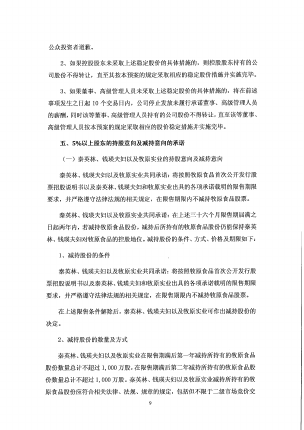 公众投资者道歉。
2、如果控股股东未采取上述稳定股价的具体措施的，则控股股东持有的公
司股份不得转让，直至其按本预案的规定采取相应的稳定股价措施并实施完毕。
3、如果董事、高级管理人员未采取上述稳定股价的具体措施的，将在前述
事项发生之日起 10 个交易日内，公司停止发放未履行承诺董事、高级管理人员
的薪酬，同时该等董事、高级管理人员持有的公司股份不得转让，直至该等董事、
高级管理人员按本预案的规定采取相应的股价稳定措施并实施完毕。
五、5%以上股东的持股意向及减持意向的承诺
（一）秦英林、钱瑛夫妇以及牧原实业的持股意向及减持意向
秦英林、钱瑛夫妇以及牧原实业共同承诺：将按照牧原食品首次公开发行股
票招股说明书以及秦英林、钱瑛夫妇和牧原实业出具的各项承诺载明的限售期限
要求，并严格遵守法律法规的相关规定，在限售期限内不减持牧原食品股票。
秦英林、钱瑛夫妇以及牧原实业共同承诺：在上述三十六个月限售期届满之
日起两年内，若减持牧原食品股份，减持后所持有的牧原食品股份仍能保持秦英
林、钱瑛夫妇对牧原食品的控股地位。减持股份的条件、方式、价格及期限如下：
1、减持股份的条件
秦英林、钱瑛夫妇以及牧原实业共同承诺：将按照牧原食品首次公开发行股
票招股说明书以及秦英林、钱瑛夫妇和牧原实业出具的各项承诺载明的限售期限
要求，并严格遵守法律法规的相关规定，在限售期限内不减持牧原食品股票。
在上述限售条件解除后，秦英林、钱瑛夫妇以及牧原实业可作出减持股份的
决定。
2、减持股份的数量及方式
秦英林、钱瑛夫妇以及牧原实业在限售期满后第一年减持所持有的牧原食品
股份数量总计不超过 1,000 万股，在限售期满后第二年减持所持有的牧原食品股
份数量总计不超过 1,000 万股。秦英林、钱瑛夫妇以及牧原实业减持所持有的牧
原食品股份应符合相关法律、法规、规章的规定，包括但不限于二级市场竞价交
9